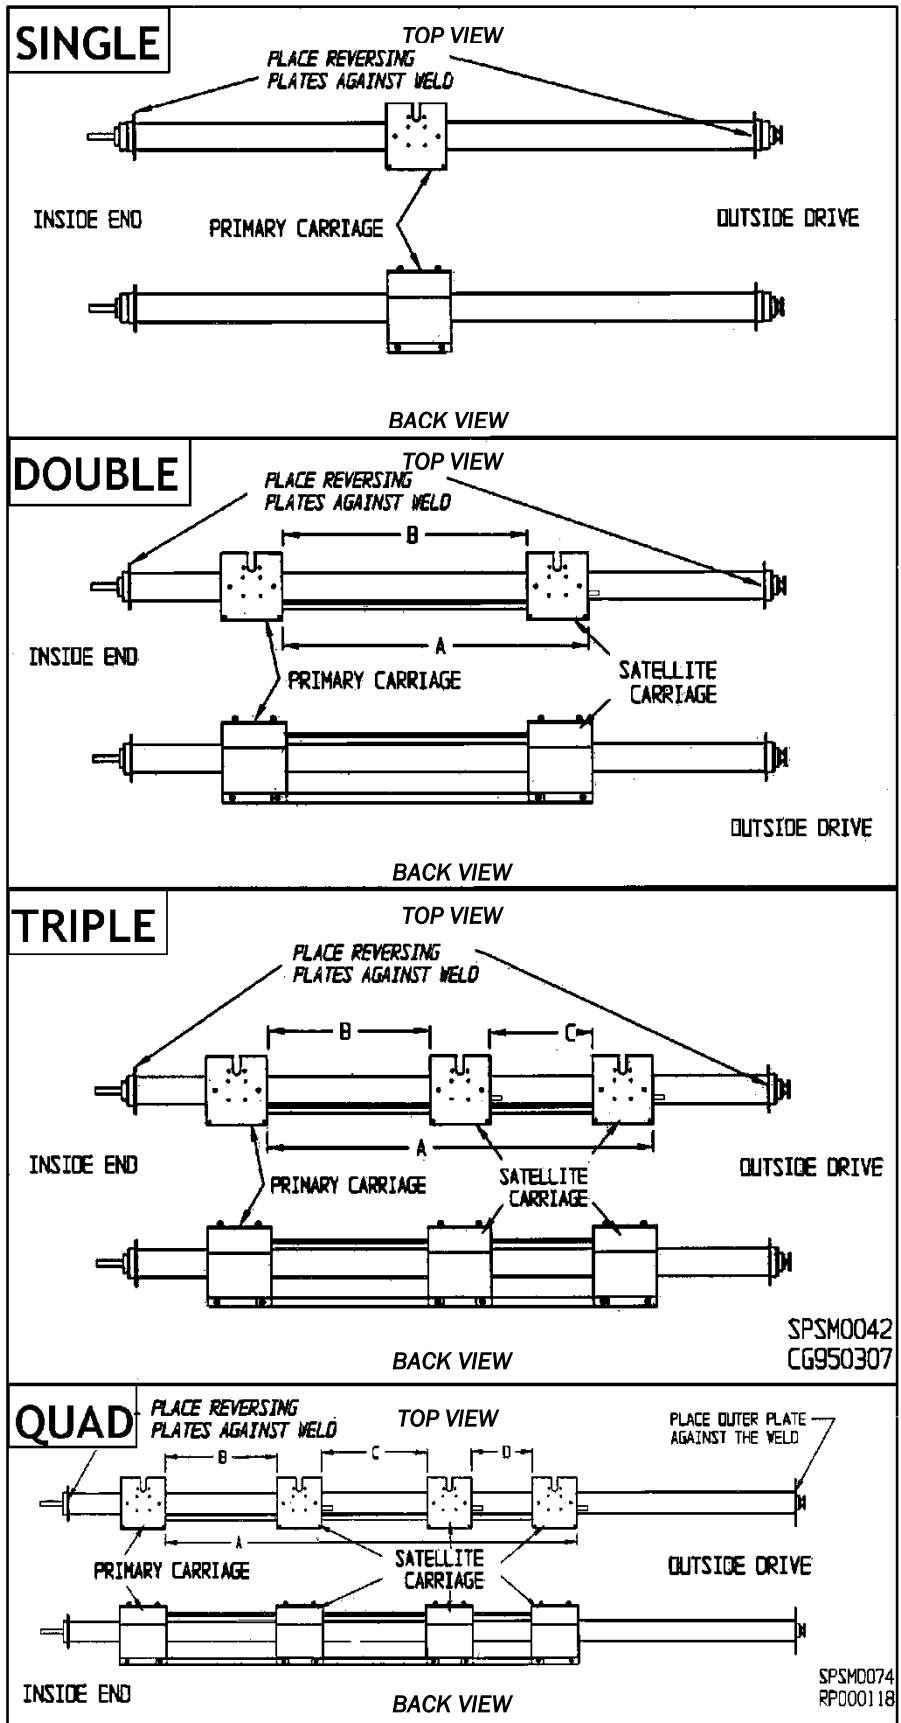 SINGLE
TOP VIEW
PLACE REVERSING
PLATES AGAINST WELD
INSIDE END
PRIMARY CARRIAGE
OUTSIDE DRIVE
BACK VIEW
DOUBLE
TOP VIEW
PLACE REVERSING
PLATES AGAINST WELD
B
A
INSIDE END
PRIMARY CARRIAGE
SATELLITE
CARRIAGE
OUTSIDE DRIVE
BACK VIEW
TRIPLE
TOP VIEW
PLACE REVERSING
PLATES AGAINST WELD
B
C
A
INSIDE END
PRIMARY CARRIAGE
SATELLITE
CARRIAGE
OUTSIDE DRIVE
SPSM0042
CG950307
BACK VIEW
QUAD
PLACE REVERSING
PLATES AGAINST WELD
TOP VIEW
PLACE OUTER PLATE
AGAINST THE WELD
B
C
D
A
PRIMARY CARRIAGE
SATELLITE
CARRIAGE
OUTSIDE DRIVE
INSIDE END
SPSM0074
RP000118
BACK VIEW